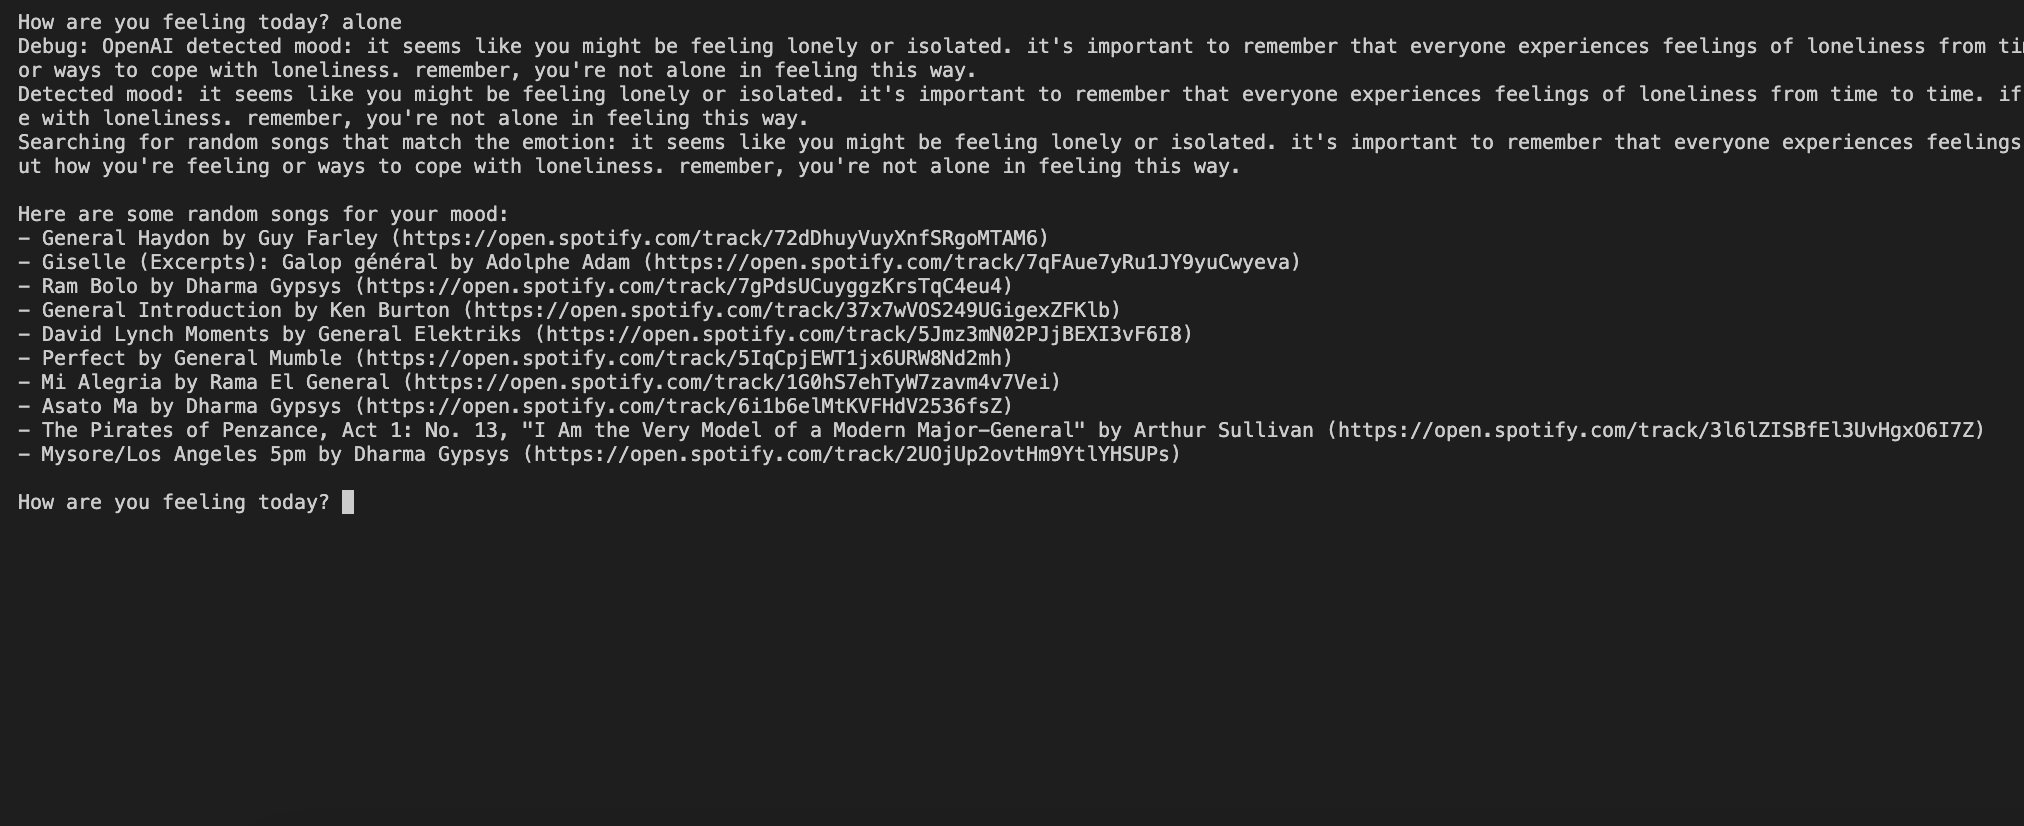 How are you feeling today? alone
Debug: OpenAI detected mood: it seems like you might be feeling lonely or isolated. it's important to remember that everyone experiences feelings of loneliness from
or ways to cope with loneliness. remember, you're not alone in feeling this way.
Detected mood: it seems like you might be feeling lonely or isolated. it's important to remember that everyone experiences feelings of loneliness from time to time. if
e with loneliness. remember, you're not alone in feeling this way.
Searching for random songs that match the emotion: it seems like you might be feeling lonely or isolated. it's important to remember that everyone experiences feelings
ut how you're feeling or ways to cope with loneliness. remember, you're not alone in feeling this way.
Here are some random songs for your mood:
- General Haydon by Guy Farley (https://open.spotify.com/track/72dDhuyVuyXnfSRgoMTAM6)
- Giselle (Excerpts): Galop général by Adolphe Adam (https://open.spotify.com/track/7qFAue7yRu1JY9yuCwyeva)
- Ram Bolo by Dharma Gypsys (https://open.spotify.com/track/7gPdsUCuyggzKrsTqC4eu4)
- General Introduction by Ken Burton (https://open.spotify.com/track/37x7wVOS249UGigexZFKlb)
- David Lynch Moments by General Elektriks (https://open.spotify.com/track/5Jmz3mN02PJjBEXI3vF6I8)
- Perfect by General Mumble (https://open.spotify.com/track/5IqCpjEWT1jx6URW8Nd2mh)
- Mi Alegria by Rama El General (https://open.spotify.com/track/1G0hS7ehTyW7zavm4v7Vei)
- Asato Ma by Dharma Gypsys (https://open.spotify.com/track/6i1b6elMtKVFHdV2536fsZ)
- The Pirates of Penzance, Act 1: No. 13, "I Am the Very Model of a Modern Major-General" by Arthur Sullivan (https://open.spotify.com/track/3l6lZISBfEl3UvHgxO6I7Z)
- Mysore/Los Angeles 5pm by Dharma Gypsys (https://open.spotify.com/track/2UOjUp2ovtHm9YtlYHSUPs)
How are you feeling today?